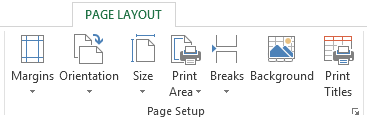 PAGE LAYOUT
Margins Orientation Size Print Area Breaks Background Print Titles
Page Setup